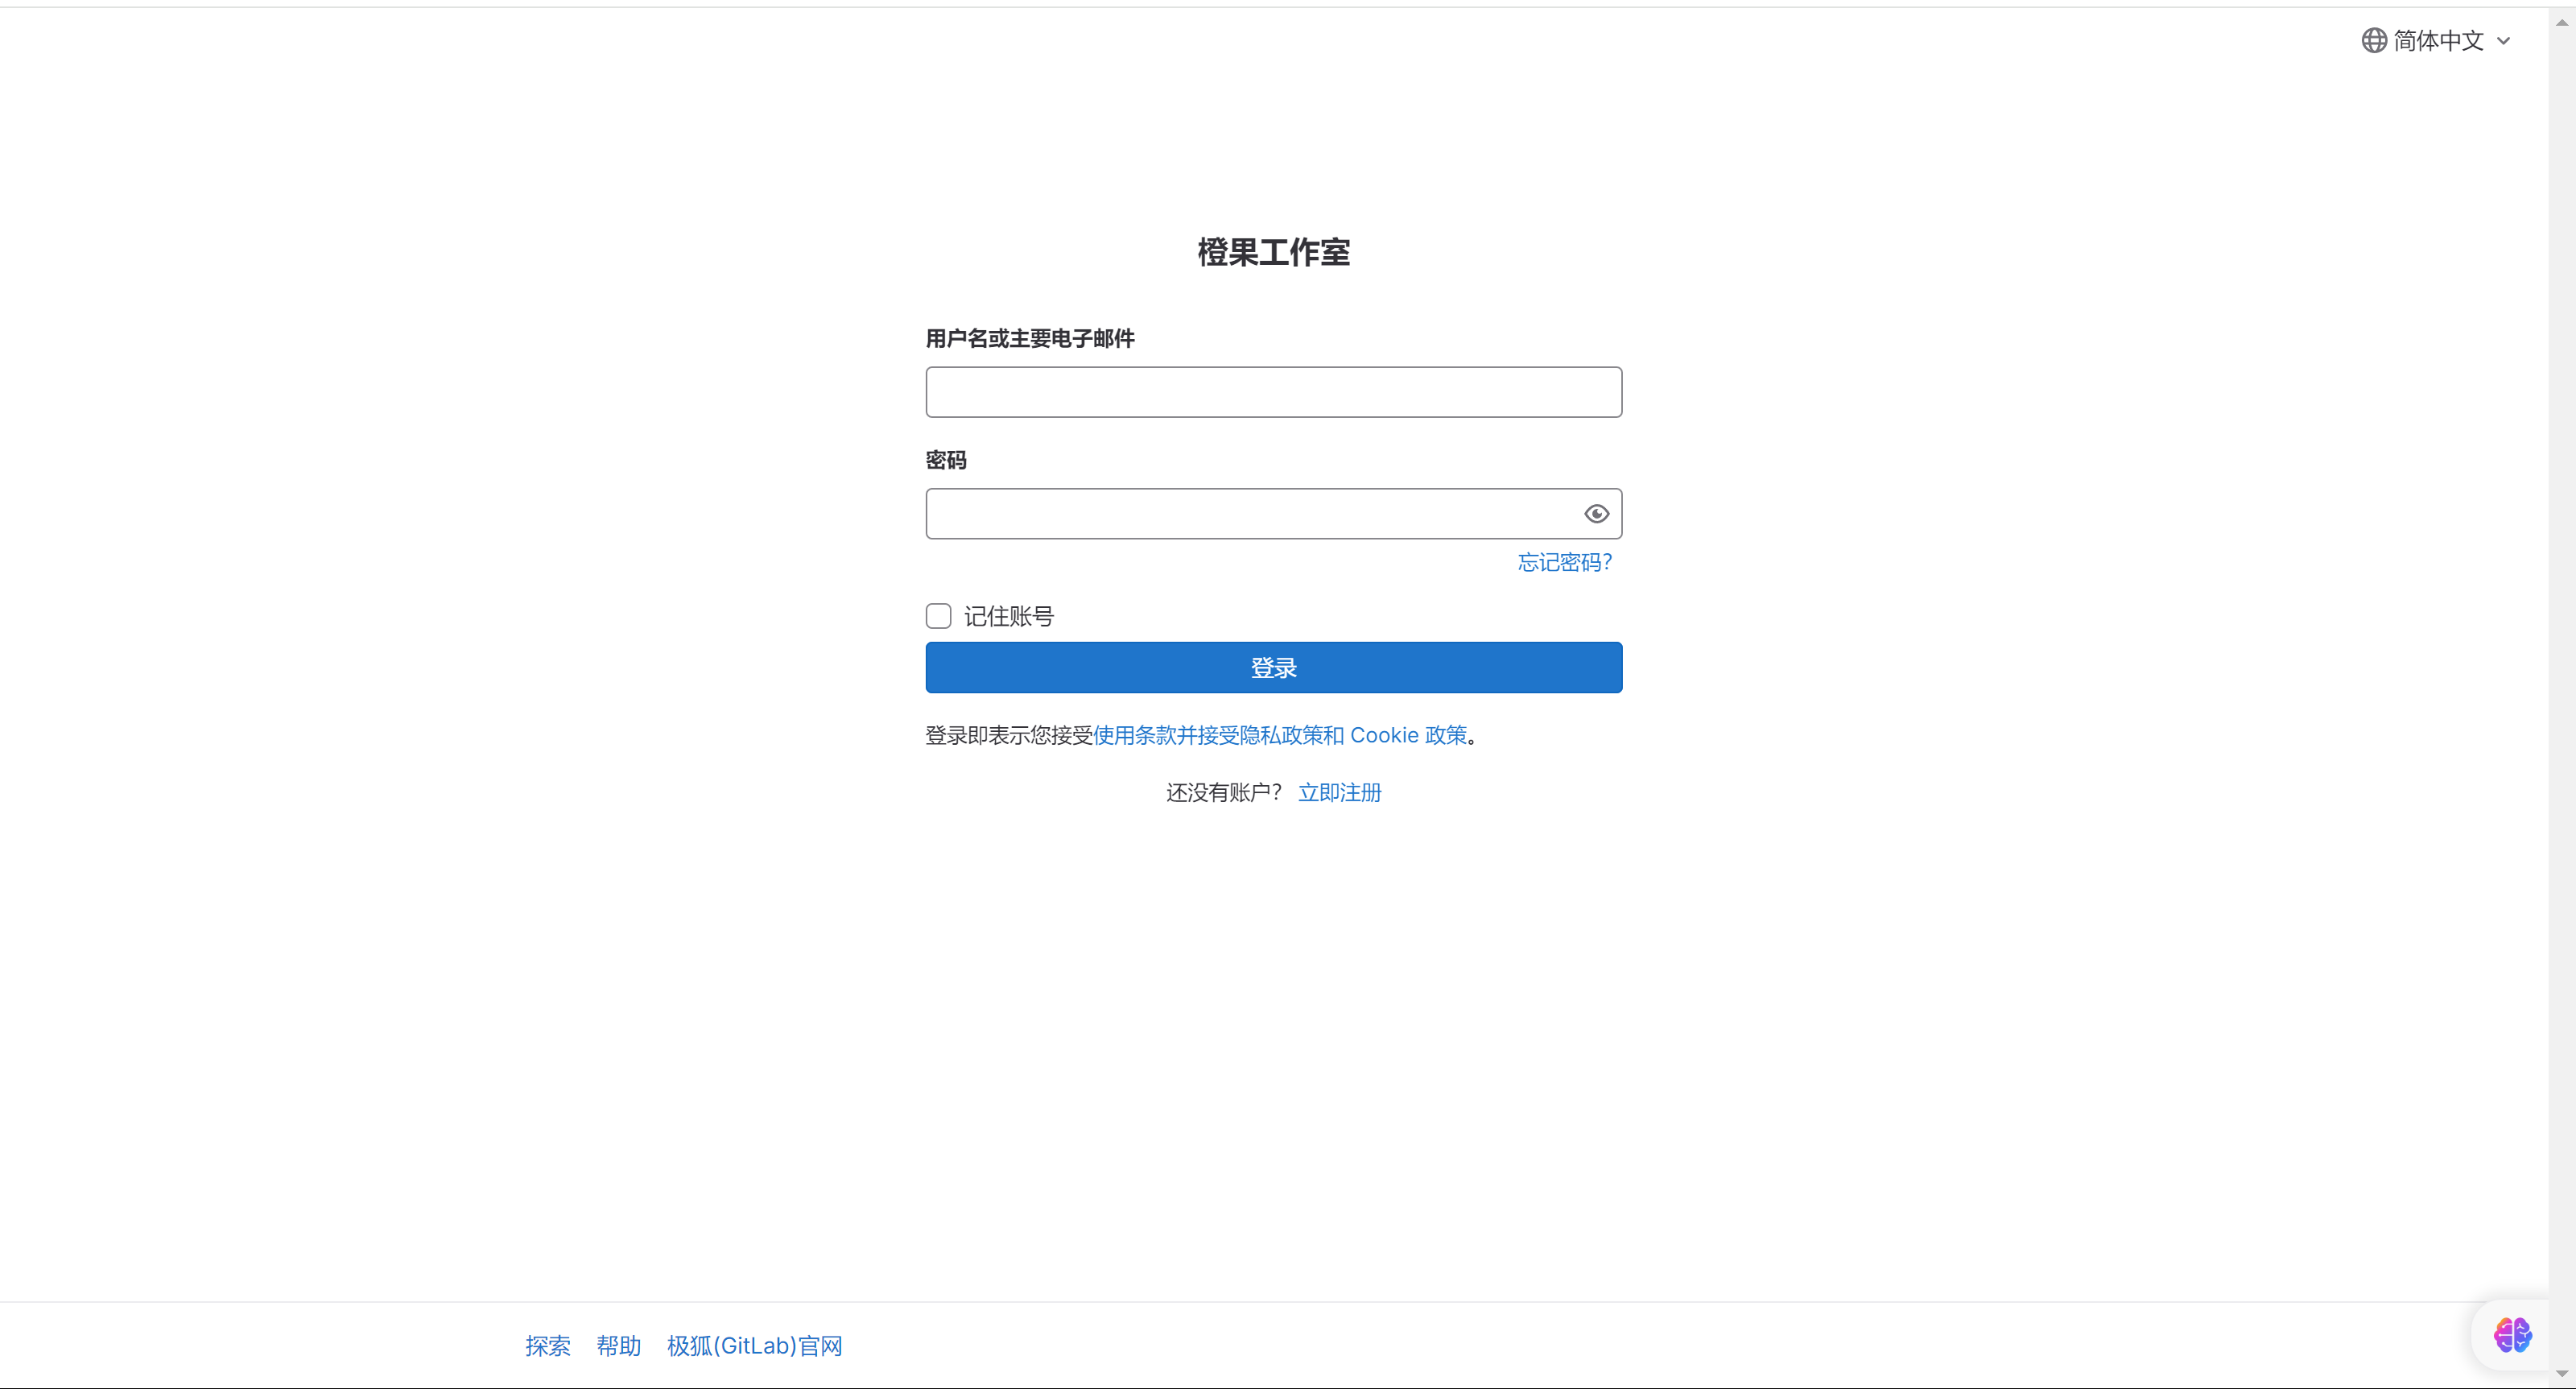 简体中文
橙果工作室
用户名或主要电子邮件
密码
忘记密码？
记住账号
登录
登录即表示您接受使用条款并接受隐私政策和 Cookie 政策。
还没有账户？ 立即注册
探索 帮助 极狐(GitLab)官网